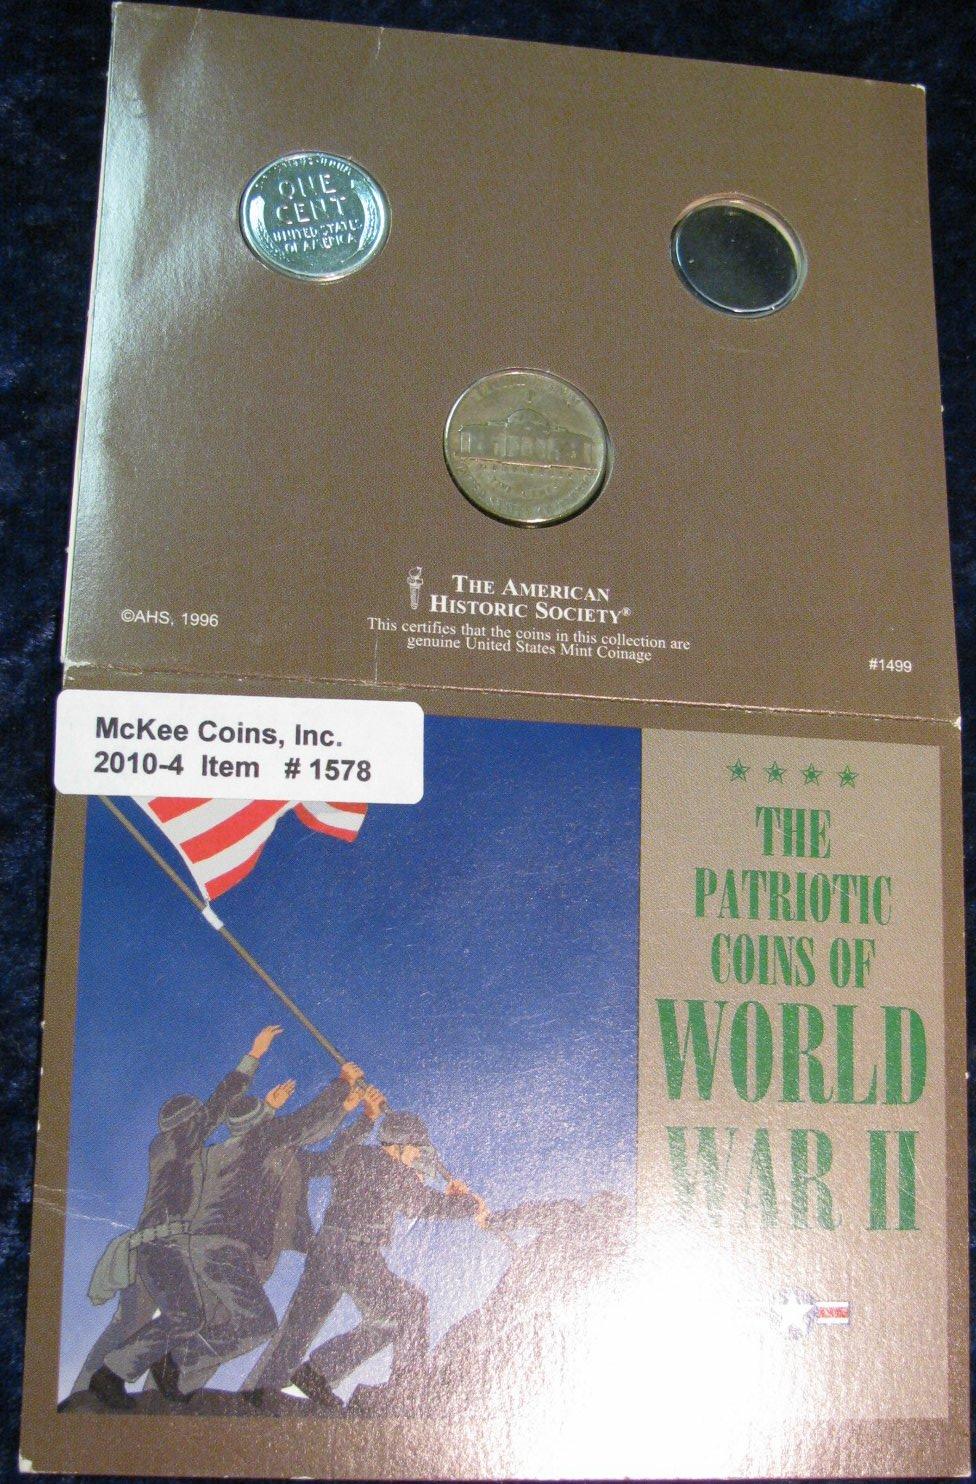 ONE
CENT
UNITED STATES
OF AMERICA
P
THE AMERICAN
HISTORIC SOCIETY®
This certifies that the coins in this collection are
genuine United States Mint Coinage
©AHS, 1996
#1499
McKee Coins, Inc.
2010-4 Item # 1578
THE
PATRIOTIC
COINS OF
WORLD
WAR II